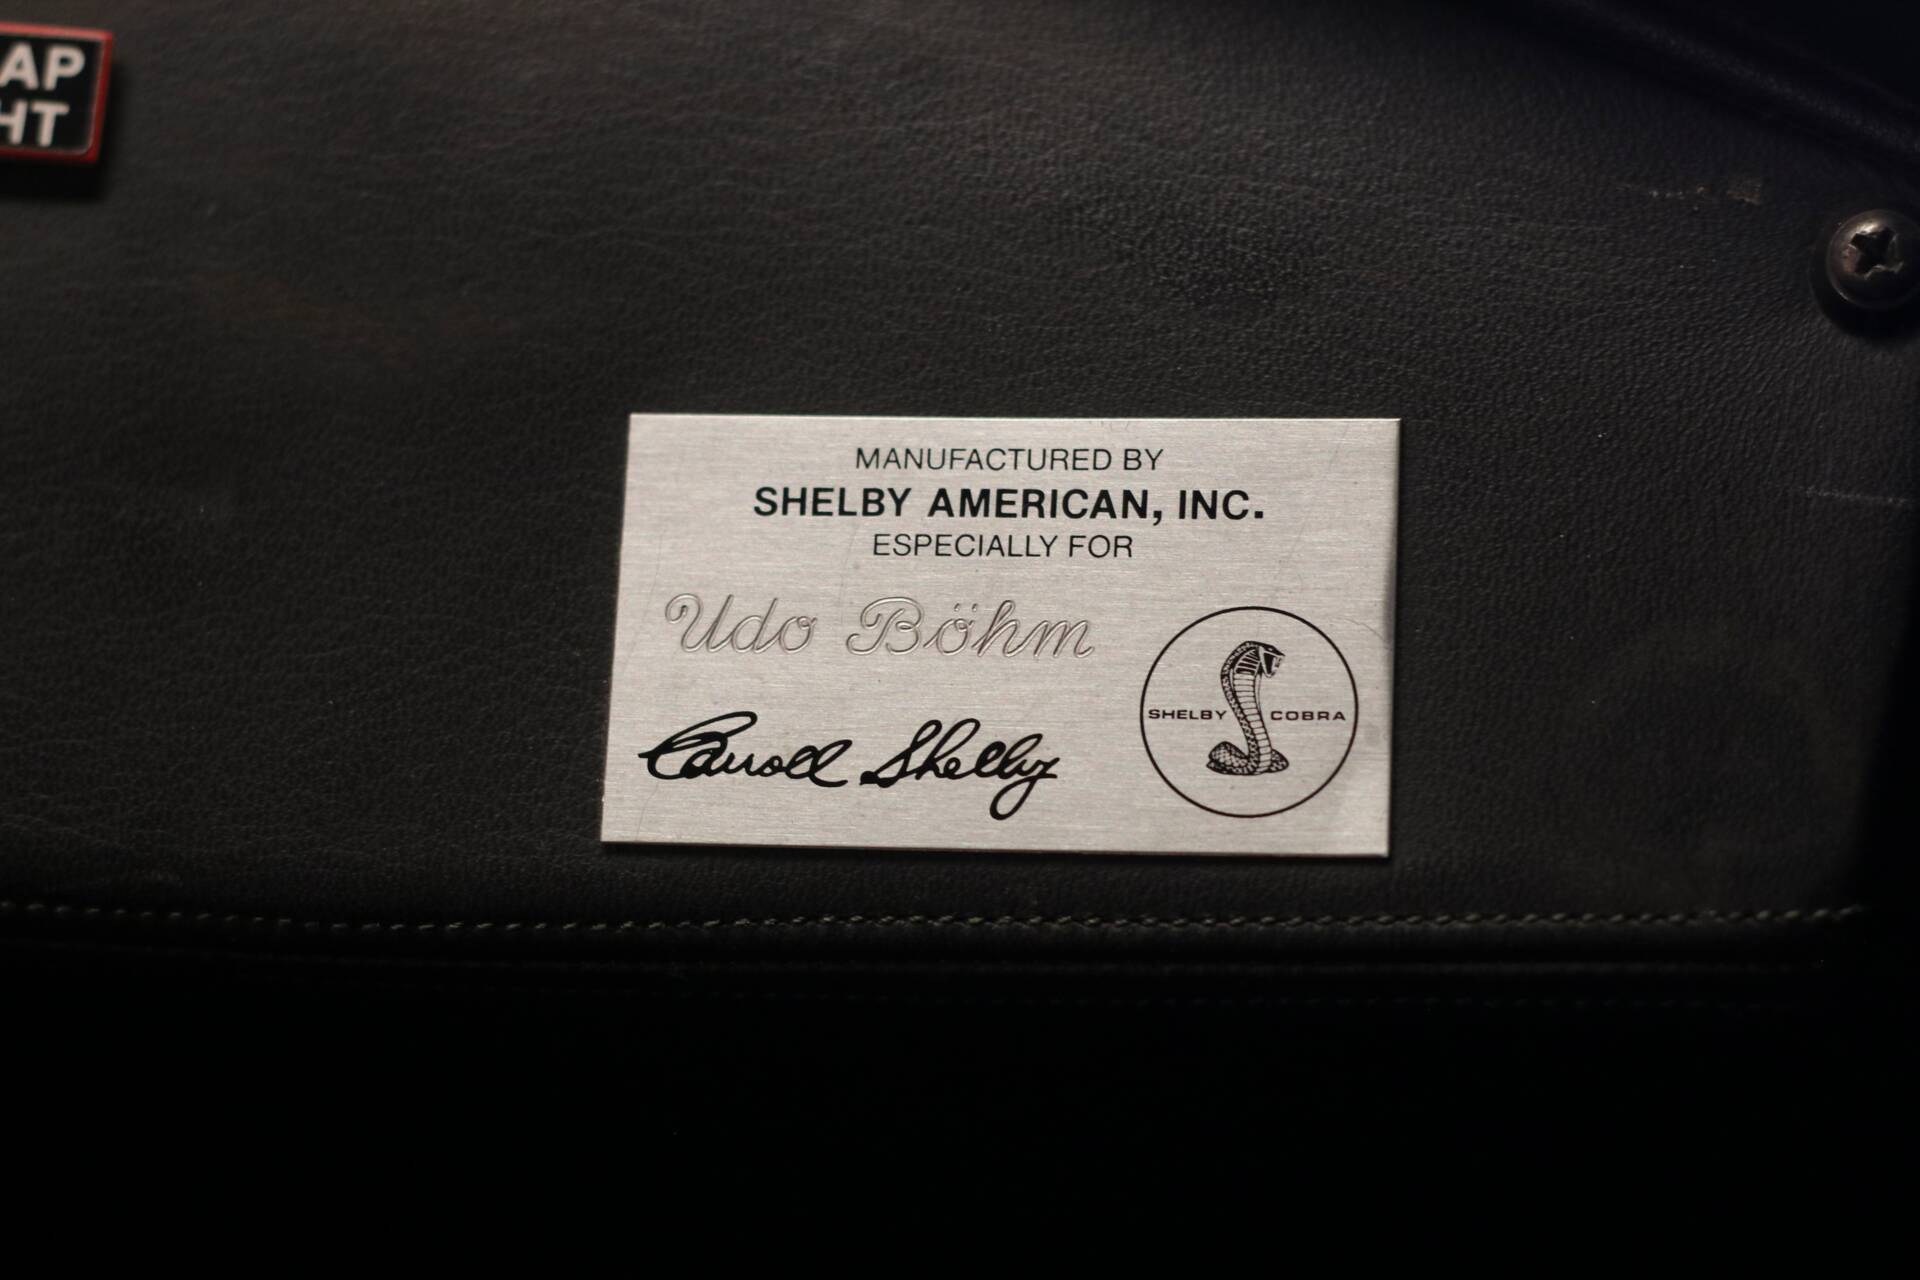 AP
HT
MANUFACTURED BY
SHELBY AMERICAN, INC.
ESPECIALLY FOR
Udo Böhm
Carroll Shelby
SHELBY COBRA